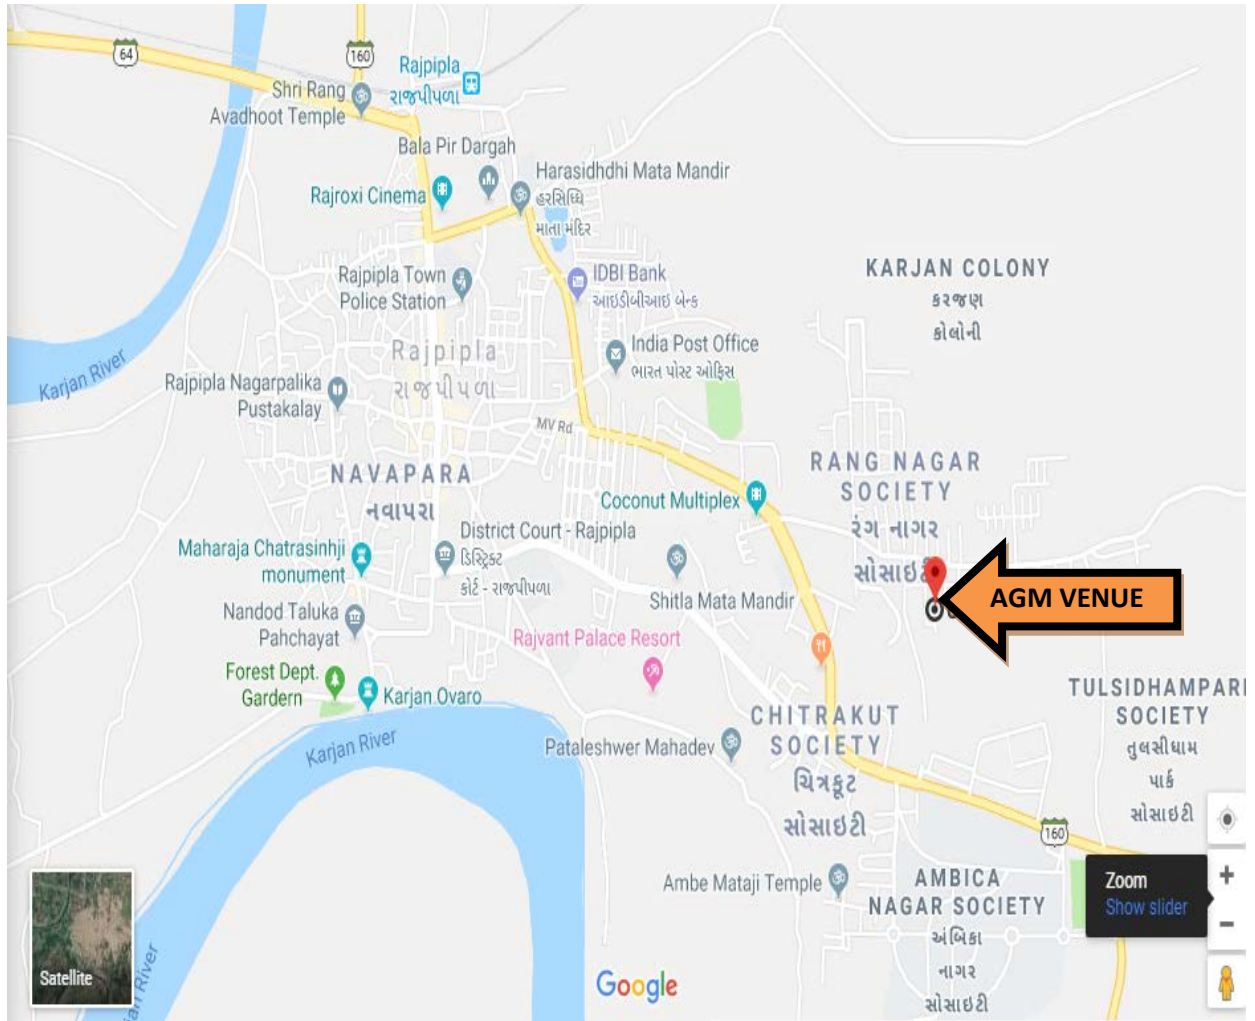 64
160
Rajpipla
રાજપીપળા
Shri Rang
Avadhoot Temple
Bala Pir Dargah
Harasidhdhi Mata Mandir
હરસિધ્ધિ
માતા મંદિર
Rajroxi Cinema
KARJAN COLONY
કરજણ
કોલોની
Rajpipla Town
Police Station
IDBI Bank
આઇડીબીઆઇ બેન્ક
India Post Office
ભારત પોસ્ટ ઓફિસ
Rajpipla
રાજપીપળા
Karjan River
Rajpipla Nagarpalika
Pustakalay
MV Rd
NAVAPARA
નવાપરા
RANG NAGAR
SOCIETY
રંગ નાગર
Coconut Multiplex
District Court - Rajpipla
ડિસ્ટ્રિક્ટ
કોર્ટ - રાજપીપળા
Maharaja Chatrasinhji
monument
Shitla Mata Mandir
AGM VENUE
Nandod Taluka
Pahchayat
Rajvant Palace Resort
Forest Dept.
Gardern
Karjan Ovaro
TULSIDHAMPARK
SOCIETY
તુલસીધામ
પાર્ક
સોસાઇટી
Karjan River
Pataleshwer Mahadev
CHITRAKUT
SOCIETY
ચિત્રકૂટ
સોસાઇટી
160
Ambe Mataji Temple
AMBICA
NAGAR SOCIETY
અંબિકા
નાગર
સોસાઇટી
Zoom
Show slider
+
−
Satellite
River
Google